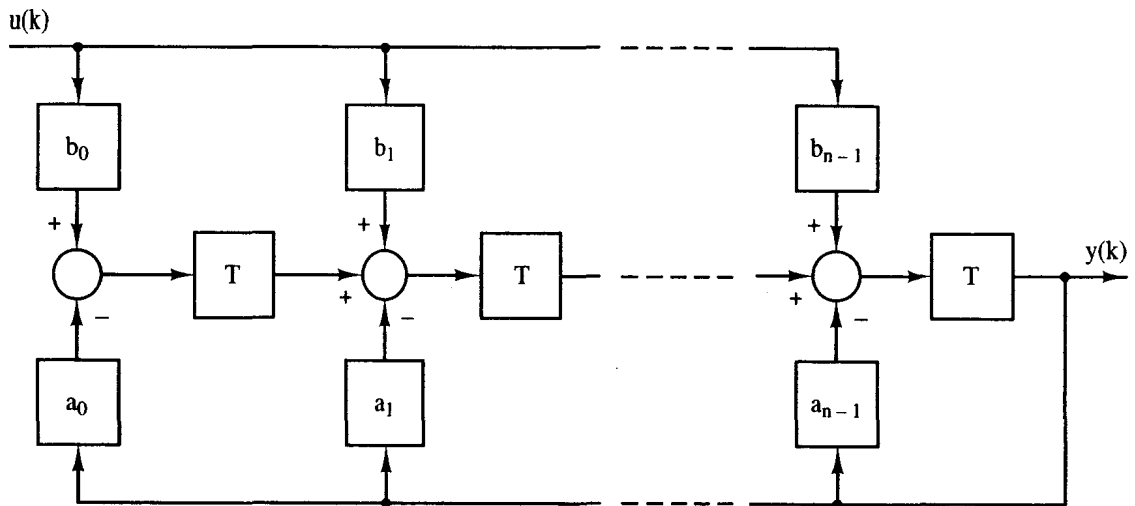 u(k)
b₀ b₁ bₙ₋₁
+ + +
T T T y(k)
+ +
− − −
a₀ a₁ aₙ₋₁